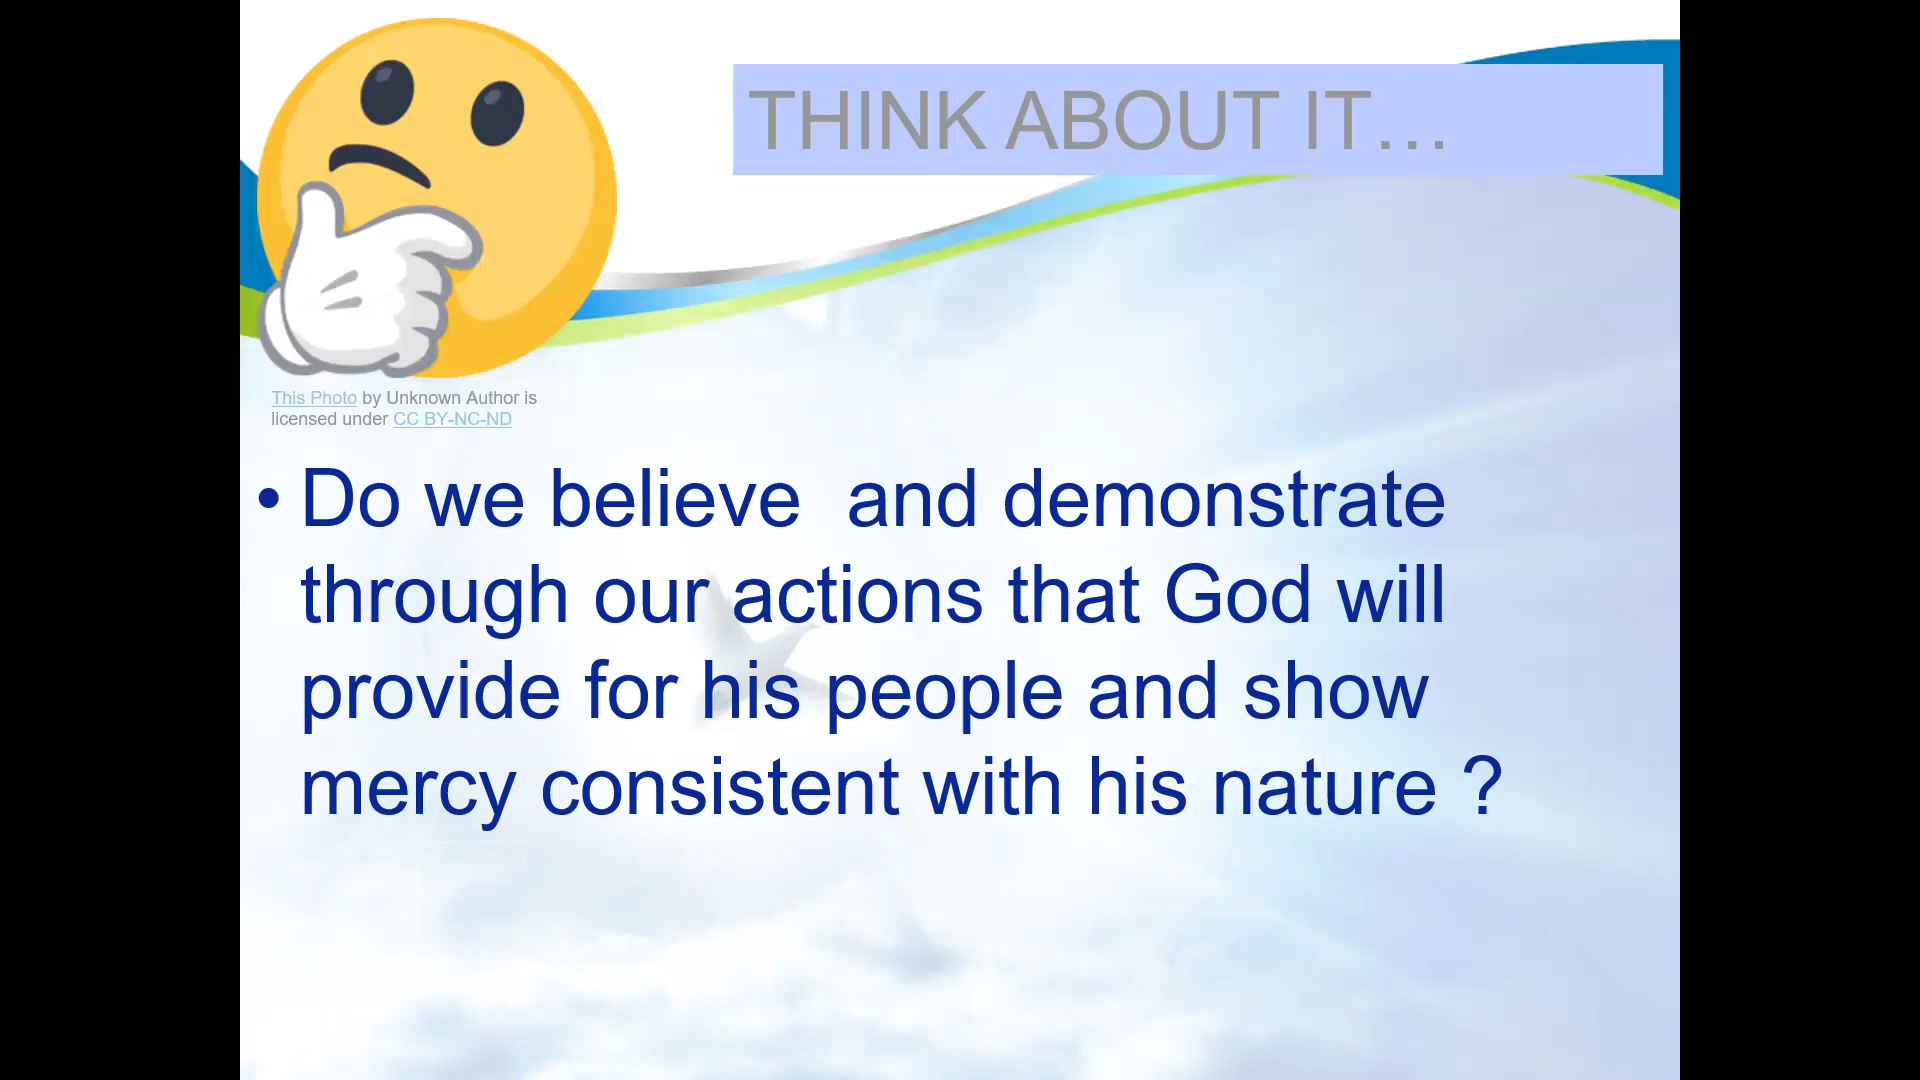 THINK ABOUT IT…
This Photo by Unknown Author is
licensed under CC BY-NC-ND
• Do we believe  and demonstrate
through our actions that God will
provide for his people and show
mercy consistent with his nature ?